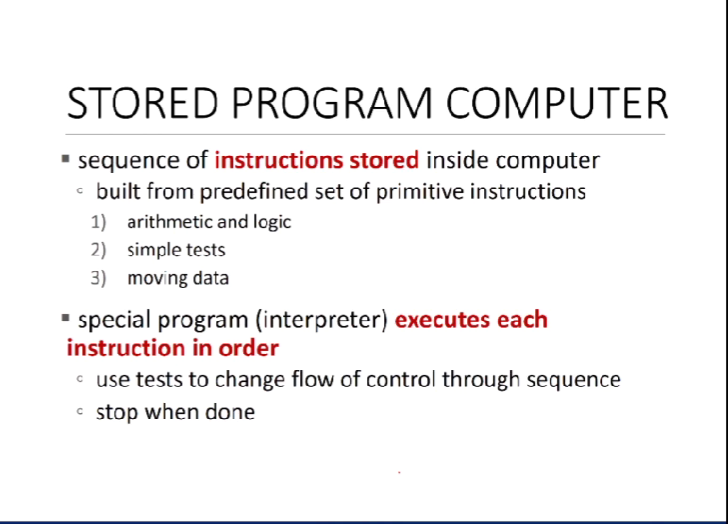 STORED PROGRAM COMPUTER
▪ sequence of instructions stored inside computer
◦ built from predefined set of primitive instructions
1) arithmetic and logic
2) simple tests
3) moving data
▪ special program (interpreter) executes each
instruction in order
◦ use tests to change flow of control through sequence
◦ stop when done